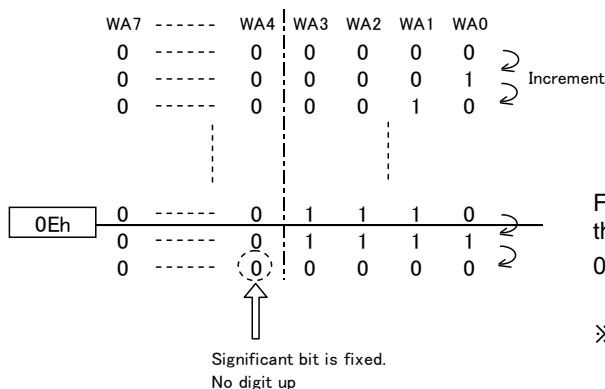 WA7 ------ WA4 WA3 WA2 WA1 WA0
0 ------ 0 0 0 0 0
0 ------ 0 0 0 0 1 Increment
0 ------ 0 0 0 1 0
0Eh 0 ------ 0 1 1 1 0
0 ------ 0 1 1 1 1
0 ------ 0 0 0 0 0
Significant bit is fixed.
No digit up
F
th
0
※